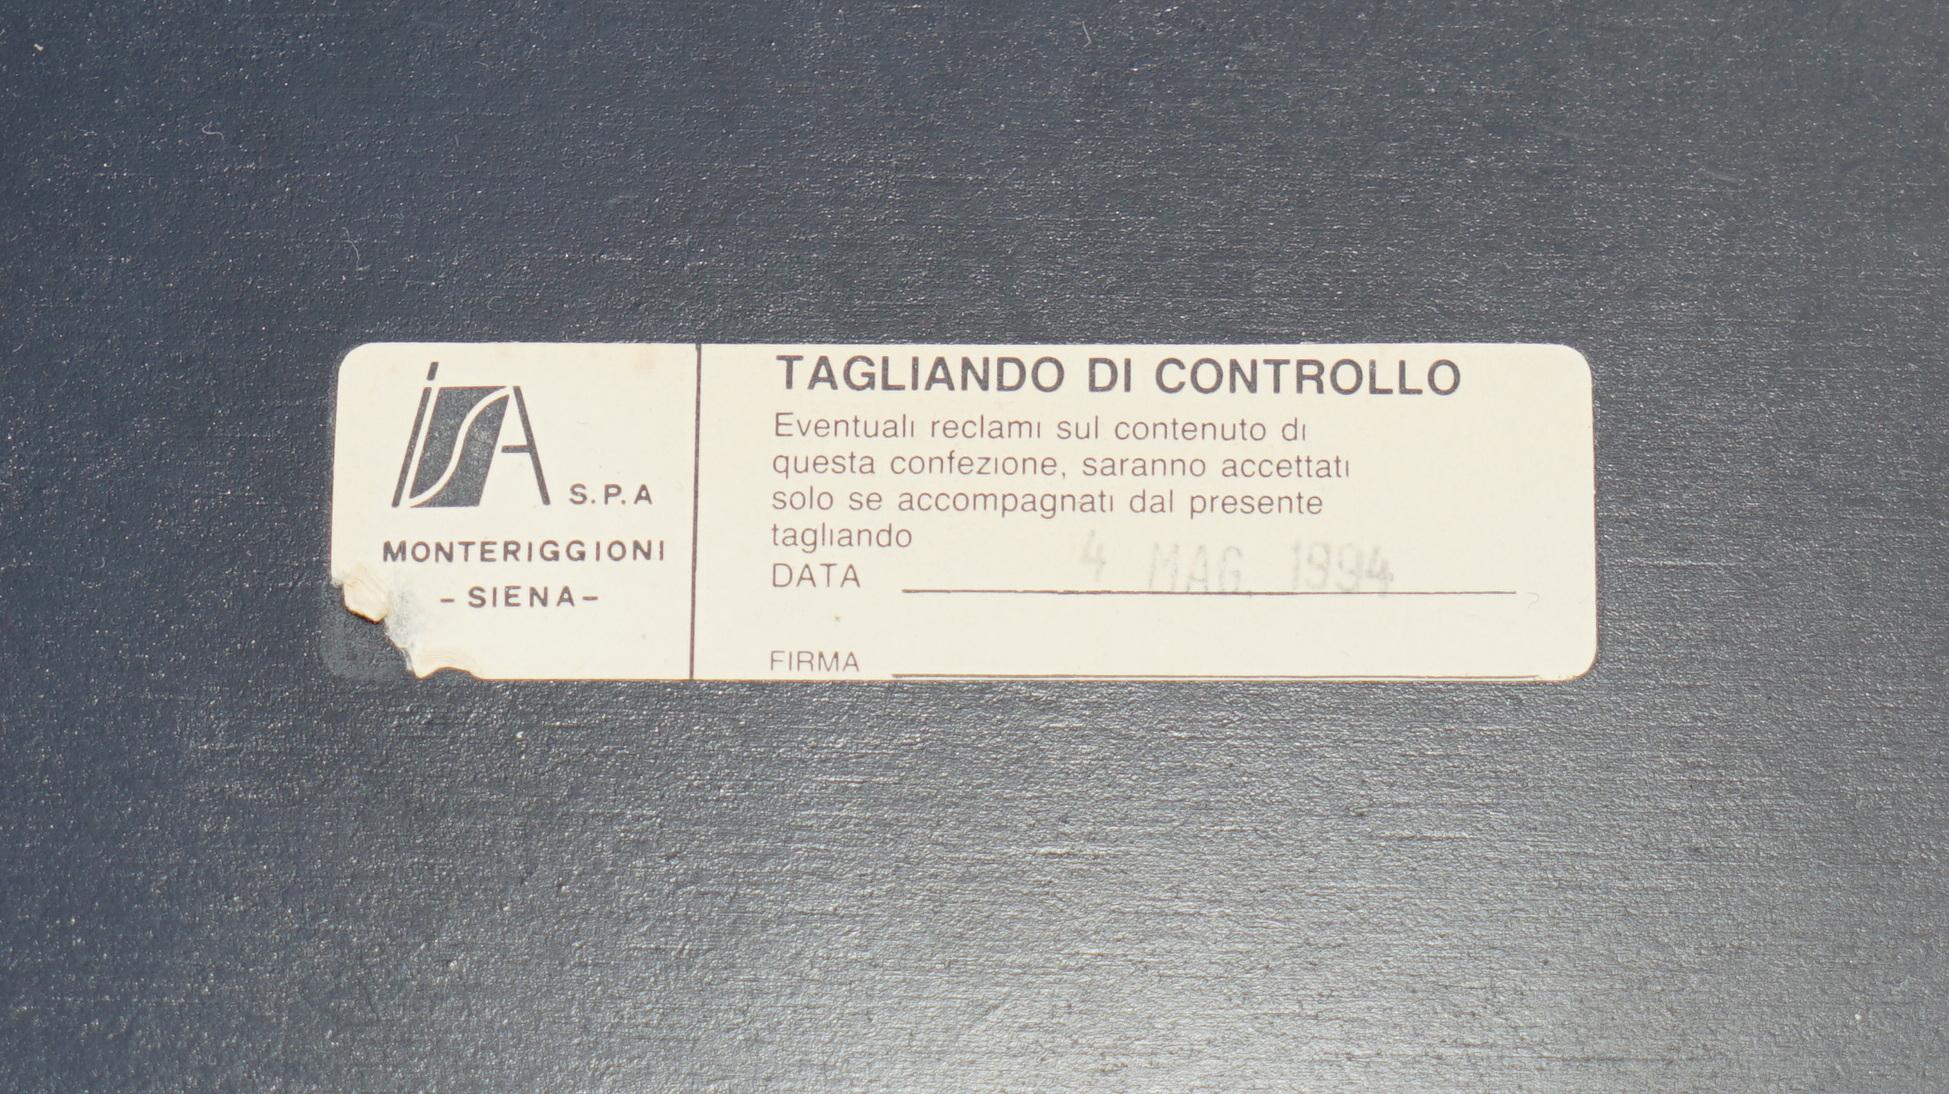 iSA S.P.A
MONTERIGGIONI
-SIENA-
TAGLIANDO DI CONTROLLO
Eventuali reclami sul contenuto di
questa confezione, saranno accettati
solo se accompagnati dal presente
tagliando
DATA 4 MAG. 1994
FIRMA